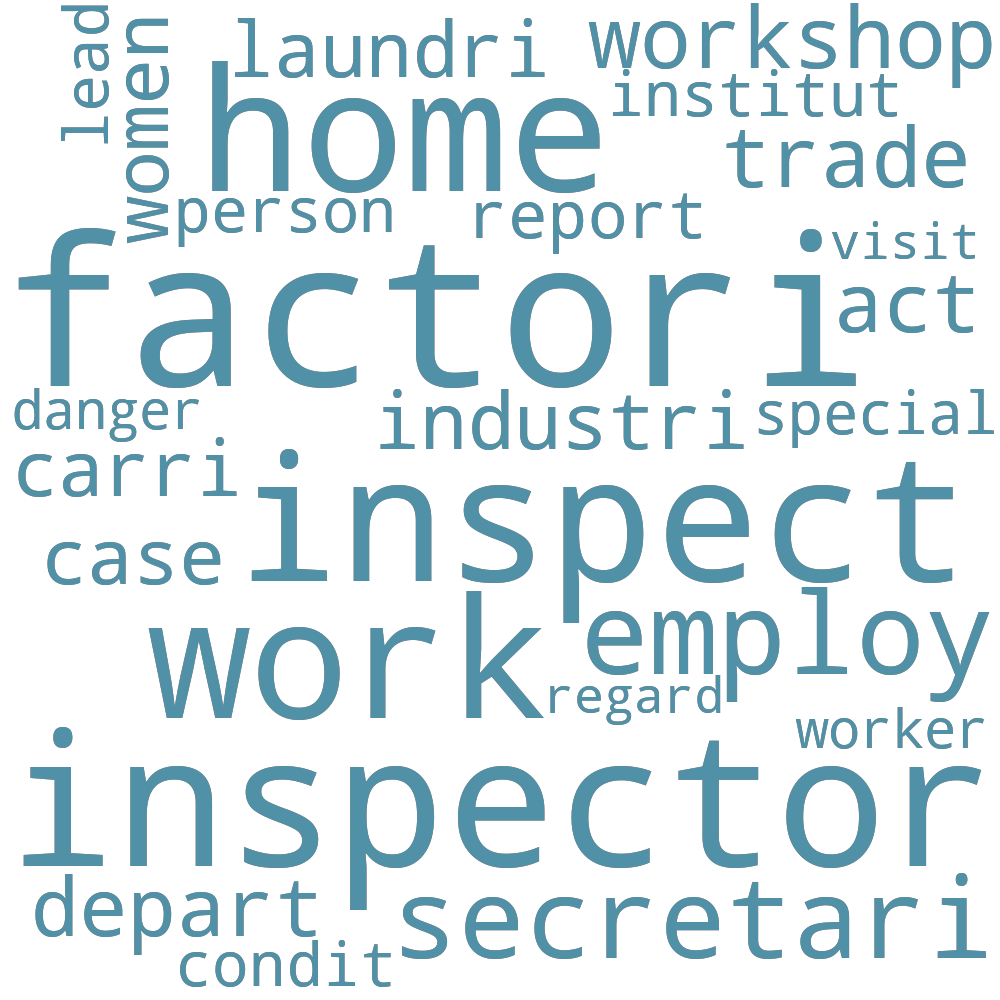 lead
women
laundri
workshop
home
institut
trade
person
report
visit
factori
act
danger
industri
special
carri
inspect
case
work
employ
regard
worker
inspector
depart
secretari
condit